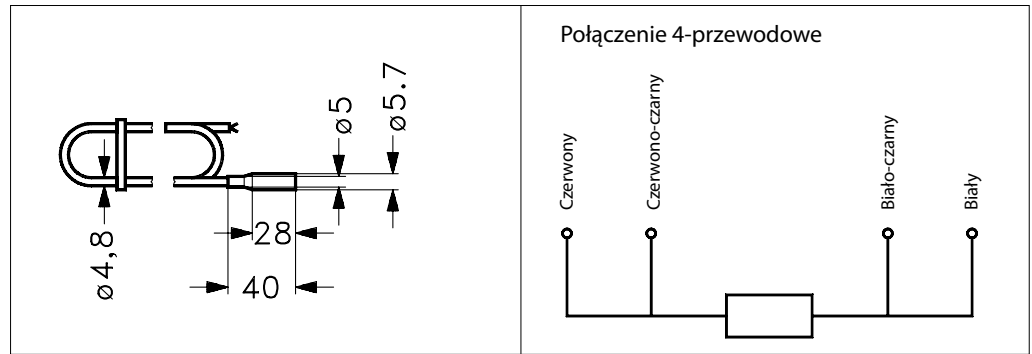 ø5
ø5.7
ø4,8
28
40
Połączenie 4-przewodowe
Czerwony
Czerwono-czarny
Biało-czarny
Biały